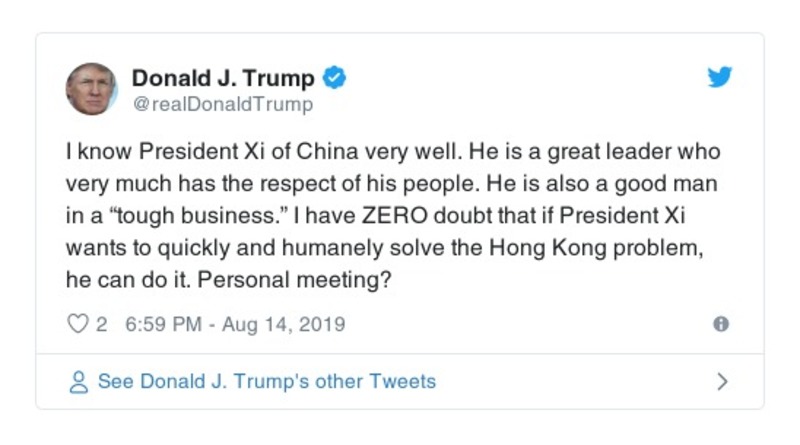 Donald J. Trump
@realDonaldTrump
I know President Xi of China very well. He is a great leader who
very much has the respect of his people. He is also a good man
in a “tough business.” I have ZERO doubt that if President Xi
wants to quickly and humanely solve the Hong Kong problem,
he can do it. Personal meeting?
2 6:59 PM - Aug 14, 2019
See Donald J. Trump's other Tweets